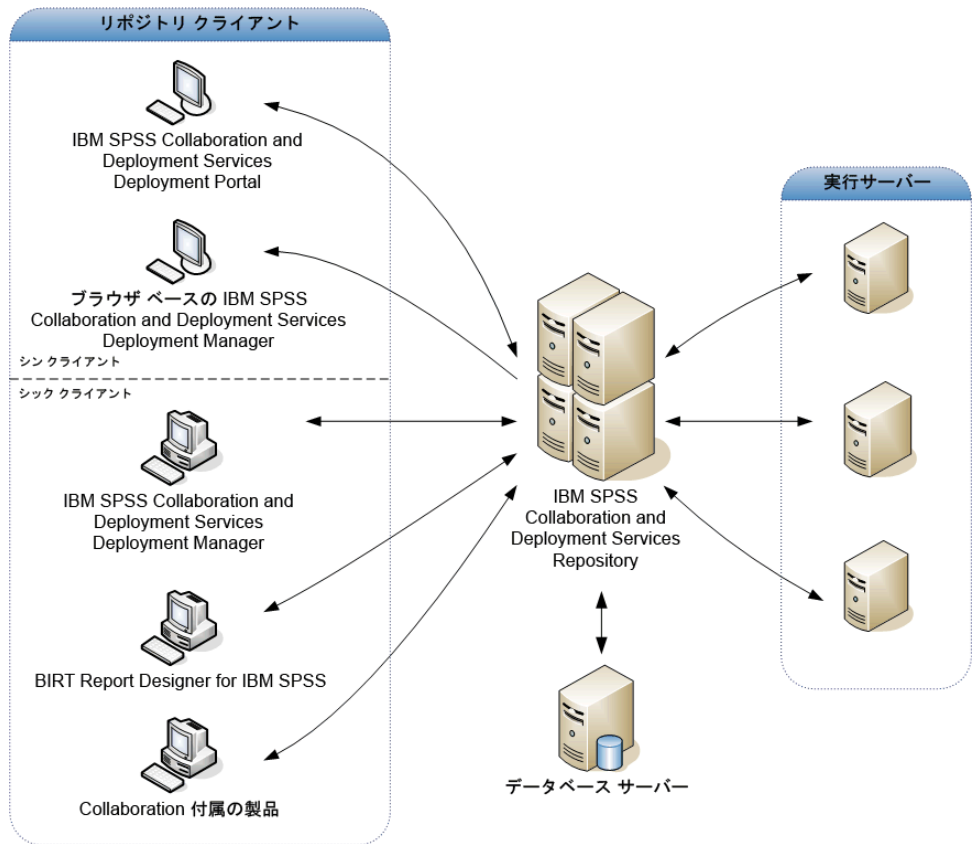 リポジトリ クライアント
IBM SPSS Collaboration and
Deployment Services
Deployment Portal
ブラウザ ベースの IBM SPSS
Collaboration and Deployment Services
Deployment Manager
シン クライアント
シック クライアント
IBM SPSS Collaboration and
Deployment Services
Deployment Manager
BIRT Report Designer for IBM SPSS
Collaboration 付属の製品
IBM SPSS
Collaboration and
Deployment Services
Repository
データベース サーバー
実行サーバー